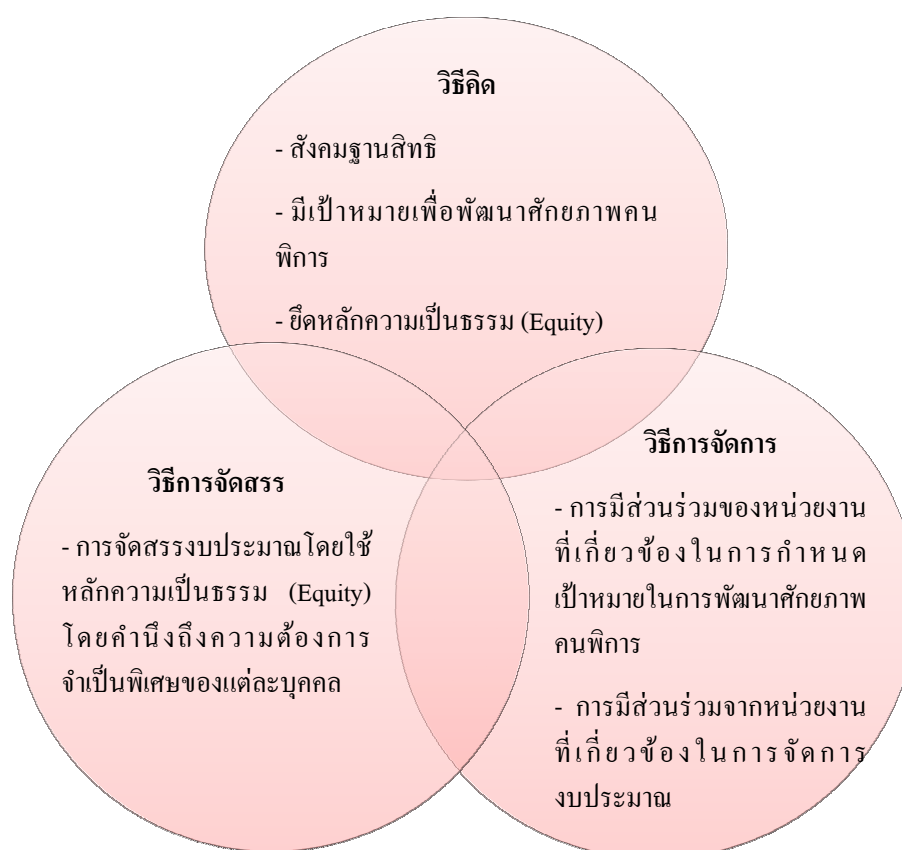 วิธีคิด
- สังคมฐานสิทธิ
- มีเป้าหมายเพื่อพัฒนาศักยภาพคน
พิการ
- ยึดหลักความเป็นธรรม (Equity)
วิธีการจัดสรร
- การจัดสรรงบประมาณโดยใช้
หลักความเป็นธรรม (Equity)
โดยคำนึงถึงความต้องการ
จำเป็นพิเศษของแต่ละบุคคล
วิธีการจัดการ
- การมีส่วนร่วมของหน่วยงาน
ที่เกี่ยวข้องในการกำหนด
เป้าหมายในการพัฒนาศักยภาพ
คนพิการ
- การมีส่วนร่วมจากหน่วยงาน
ที่เกี่ยวข้องในการจัดการ
งบประมาณ